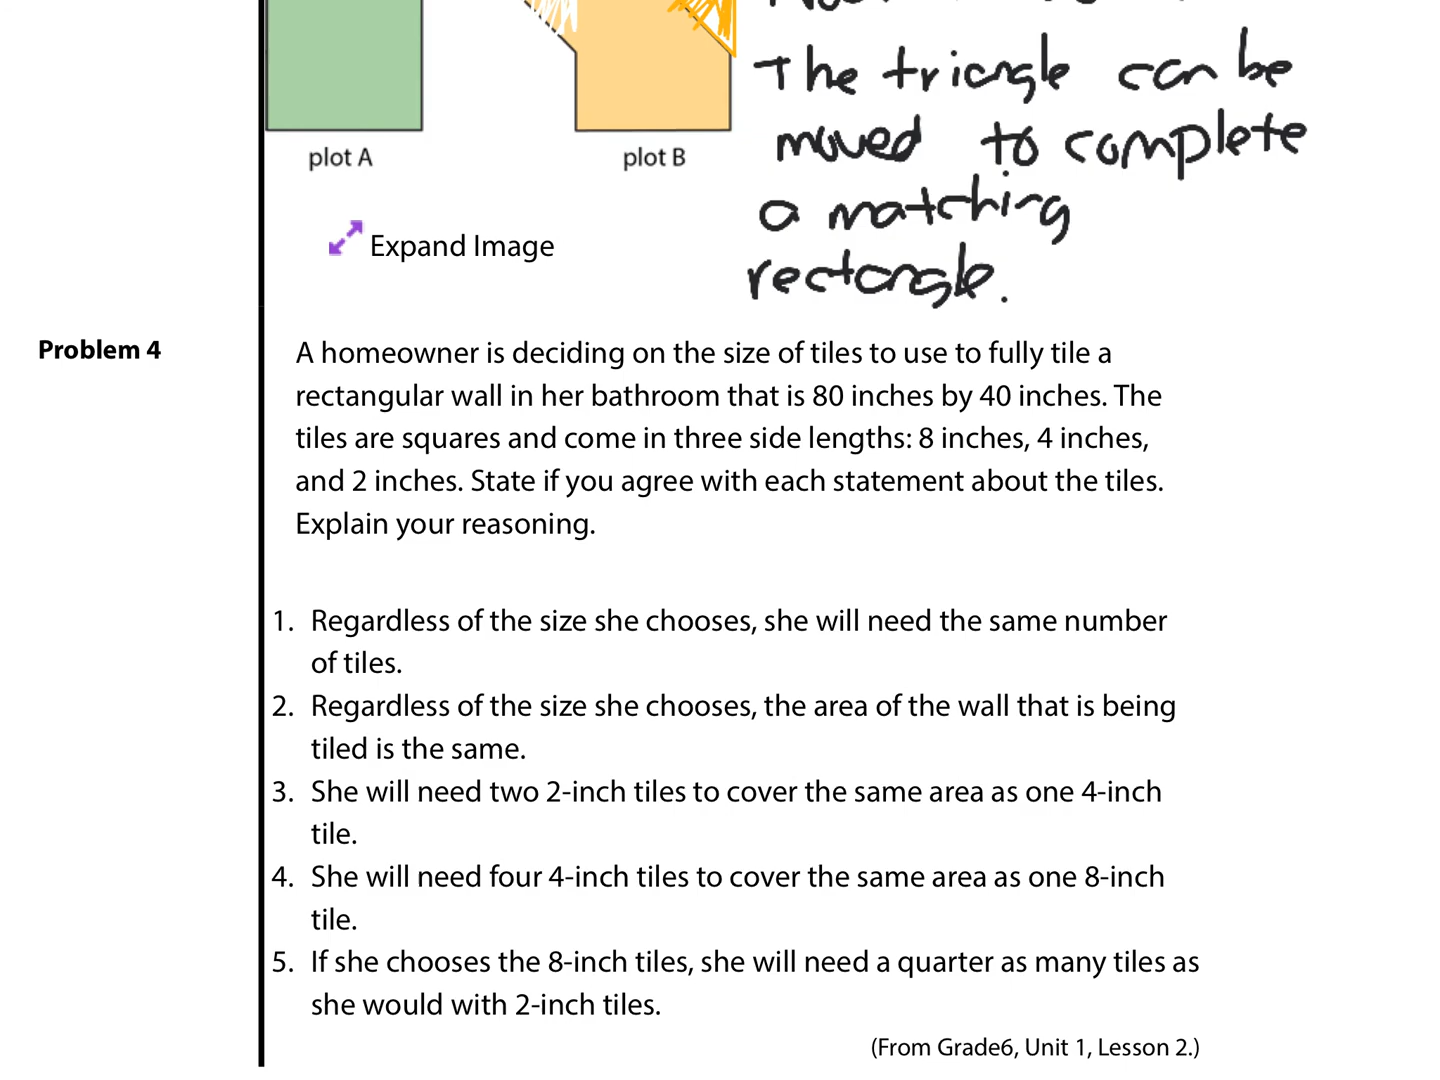 The triangle can be
moved to complete
a matching
rectangle.
plot A
plot B
Expand Image
Problem 4
A homeowner is deciding on the size of tiles to use to fully tile a
rectangular wall in her bathroom that is 80 inches by 40 inches. The
tiles are squares and come in three side lengths: 8 inches, 4 inches,
and 2 inches. State if you agree with each statement about the tiles.
Explain your reasoning.
1. Regardless of the size she chooses, she will need the same number
of tiles.
2. Regardless of the size she chooses, the area of the wall that is being
tiled is the same.
3. She will need two 2-inch tiles to cover the same area as one 4-inch
tile.
4. She will need four 4-inch tiles to cover the same area as one 8-inch
tile.
5. If she chooses the 8-inch tiles, she will need a quarter as many tiles as
she would with 2-inch tiles.
(From Grade6, Unit 1, Lesson 2.)